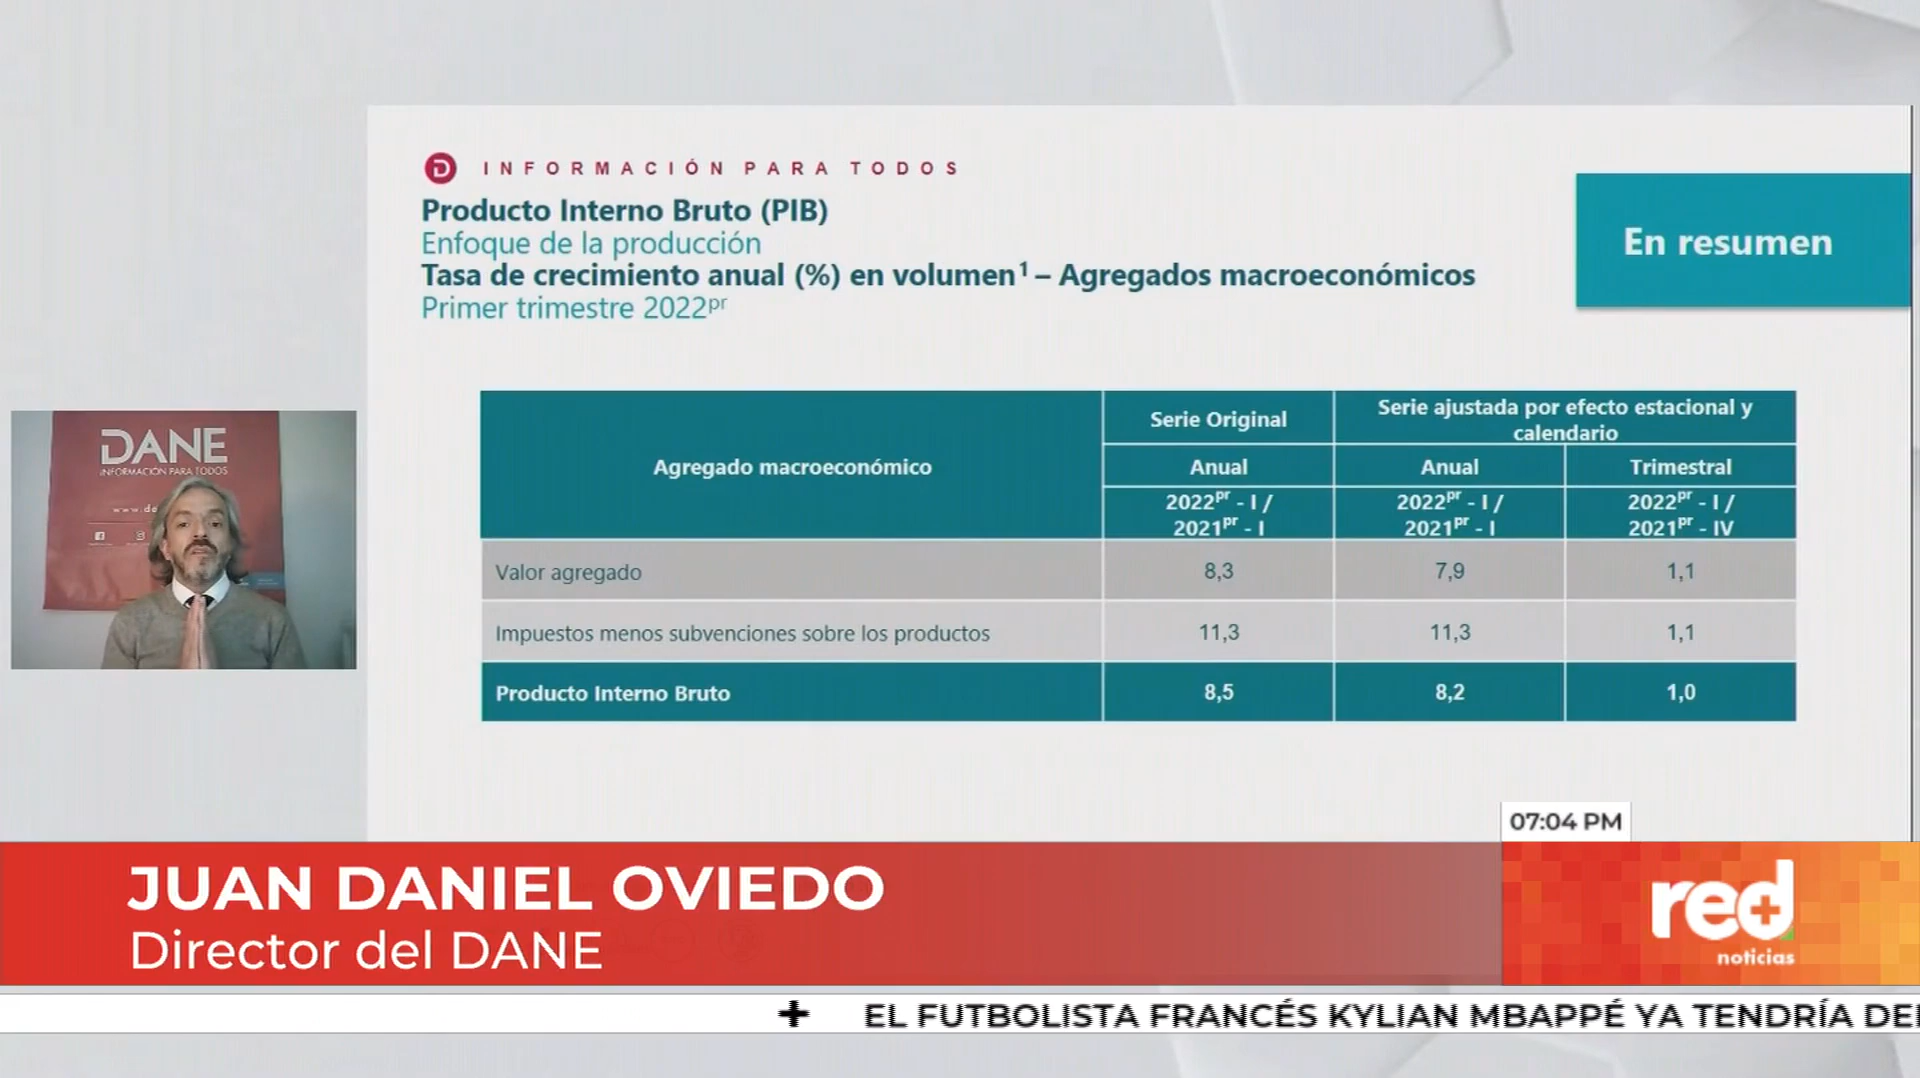 INFORMACIÓN PARA TODOS
Producto Interno Bruto (PIB)
Enfoque de la producción
Tasa de crecimiento anual (%) en volumen¹ – Agregados macroeconómicos
Primer trimestre 2022ᵖʳ
En resumen
Agregado macroeconómico
Serie Original
Serie ajustada por efecto estacional y
calendario
Anual
Anual
Trimestral
2022ᵖʳ - I /
2021ᵖʳ - I
2022ᵖʳ - I /
2021ᵖʳ - I
2022ᵖʳ - I /
2021ᵖʳ - IV
Valor agregado 8,3 7,9 1,1
Impuestos menos subvenciones sobre los productos 11,3 11,3 1,1
Producto Interno Bruto 8,5 8,2 1,0
DANE
INFORMACIÓN PARA TODOS
07:04 PM
JUAN DANIEL OVIEDO
Director del DANE
red+
noticias
+ EL FUTBOLISTA FRANCÉS KYLIAN MBAPPÉ YA TENDRÍA